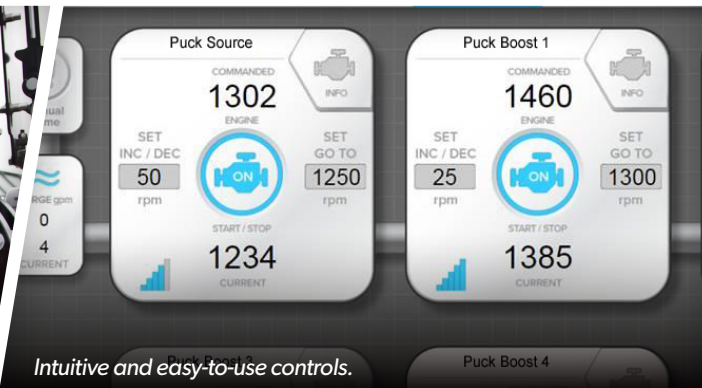 Puck Source
COMMANDED
1302
INFO
ENGINE
SET
INC / DEC
50
rpm
ON
SET
GO TO
1250
rpm
START / STOP
1234
CURRENT
Puck Boost 1
COMMANDED
1460
INFO
ENGINE
SET
INC / DEC
25
rpm
ON
SET
GO TO
1300
rpm
START / STOP
1385
CURRENT
gpm
0
4
CURRENT
Puck Boost 4
Intuitive and easy-to-use controls.